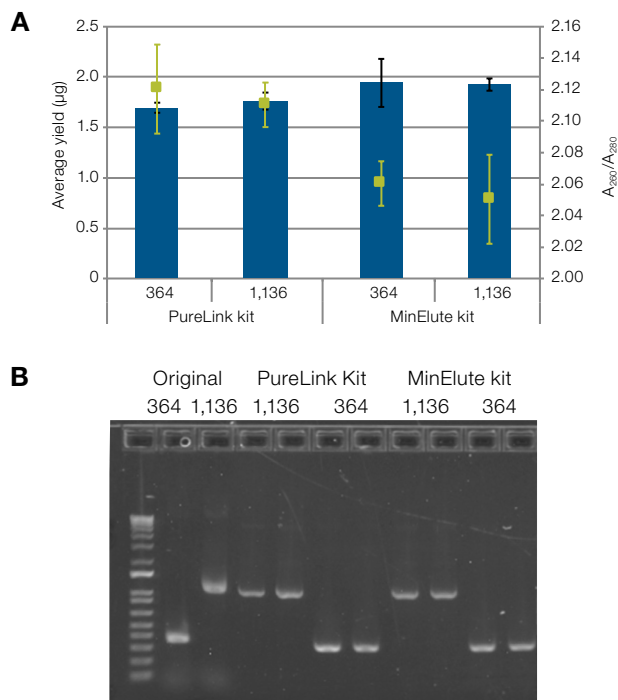 A
2.5
2.0
1.5
1.0
0.5
0
Average yield (µg)
2.16
2.14
2.12
2.10
2.08
2.06
2.04
2.02
2.00
A260/A280
364 1,136 364 1,136
PureLink kit MinElute kit
B
Original PureLink Kit MinElute kit
364 1,136 1,136 364 1,136 364